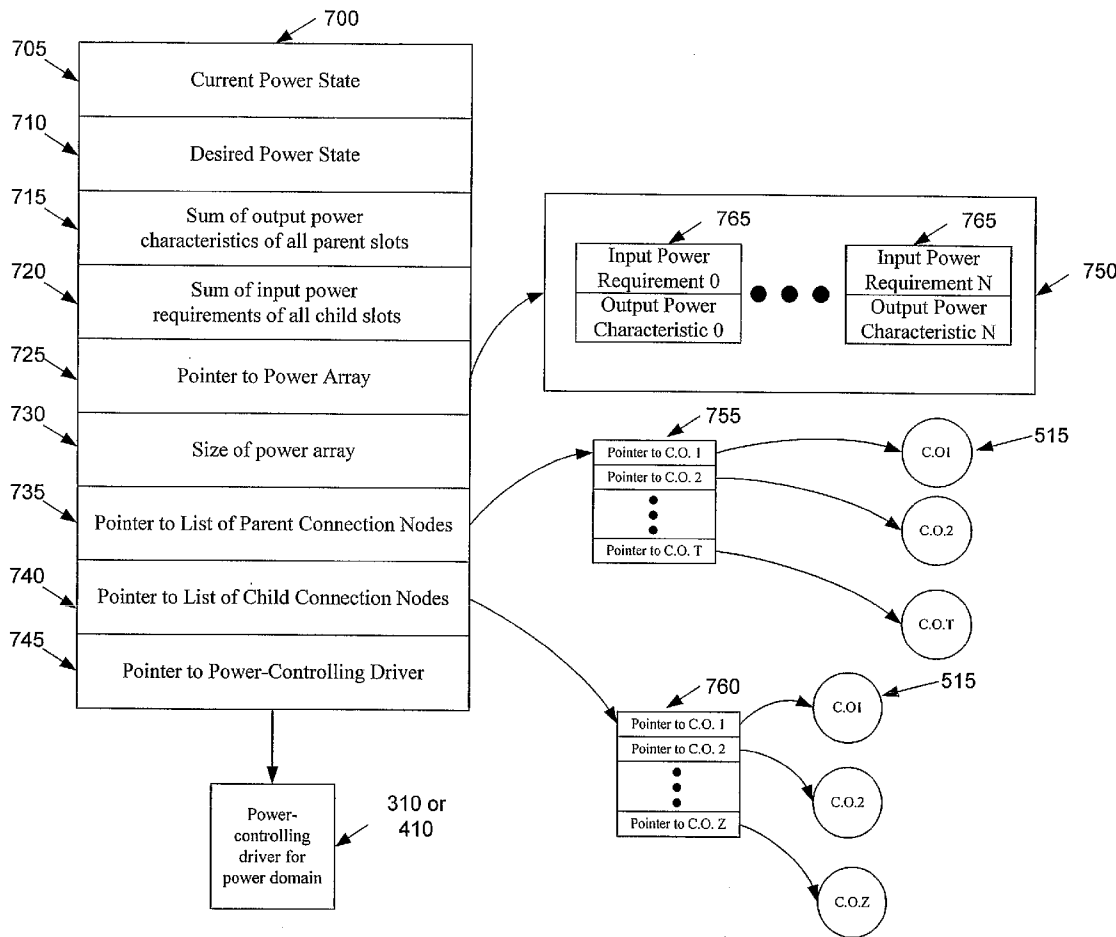 700
705
Current Power State
710
Desired Power State
715
Sum of output power
characteristics of all parent slots
720
Sum of input power
requirements of all child slots
725
Pointer to Power Array
730
Size of power array
735
Pointer to List of Parent Connection Nodes
740
Pointer to List of Child Connection Nodes
745
Pointer to Power-Controlling Driver
Power-
controlling
driver for
power domain
310 or
410
765
Input Power
Requirement 0
Output Power
Characteristic 0
765
Input Power
Requirement N
Output Power
Characteristic N
750
755
Pointer to C.O. 1
Pointer to C.O. 2
Pointer to C.O. T
515
C.O1
C.O.2
C.O.T
760
Pointer to C.O. 1
Pointer to C.O. 2
Pointer to C.O. Z
515
C.O1
C.O.2
C.O.Z